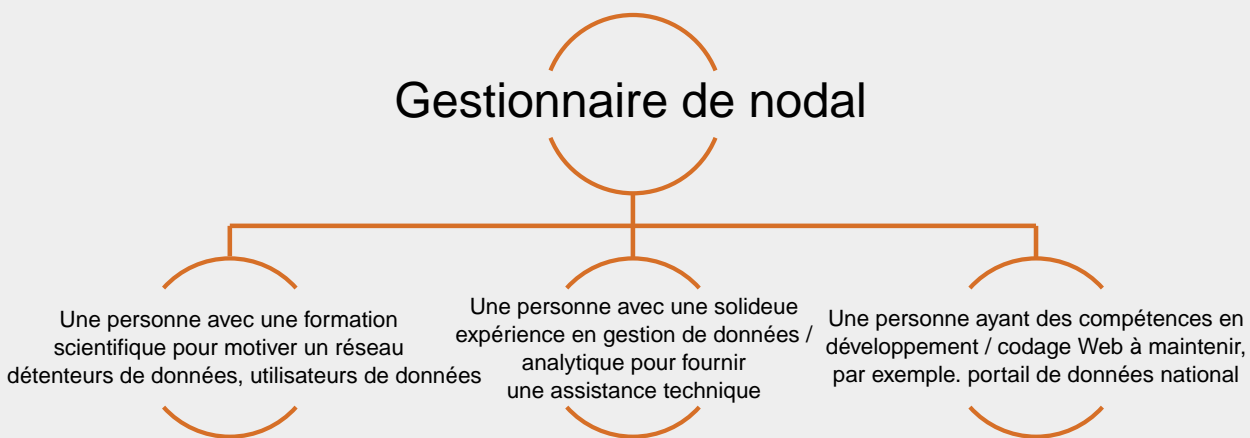 Gestionnaire de nodal
Une personne avec une formation
scientifique pour motiver un réseau
détenteurs de données, utilisateurs de données
Une personne avec une solideue
expérience en gestion de données /
analytique pour fournir
une assistance technique
Une personne ayant des compétences en
développement / codage Web à maintenir,
par exemple. portail de données national